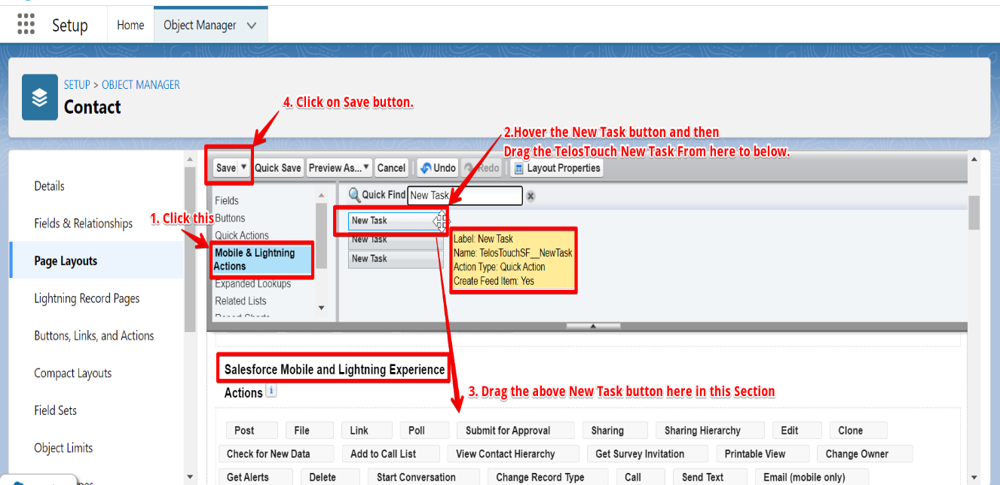 Setup
Home
Object Manager
SETUP > OBJECT MANAGER
Contact
4. Click on Save button.
2.Hover the New Task button and then
Drag the TelosTouch New Task From here to below.
Save
Quick Save
Preview As...
Cancel
Undo
Redo
Layout Properties
Details
Fields & Relationships
Page Layouts
Lightning Record Pages
Buttons, Links, and Actions
Compact Layouts
Field Sets
Object Limits
1. Click this
Fields
Buttons
Quick Actions
Mobile & Lightning
Actions
Expanded Lookups
Related Lists
Report Charts
Quick Find
New Task
New Task
New Task
New Task
Label: New Task
Name: TelosTouchSF__NewTask
Action Type: Quick Action
Create Feed Item: Yes
Salesforce Mobile and Lightning Experience
Actions
3. Drag the above New Task button here in this Section
Post File Link Poll Submit for Approval Sharing Sharing Hierarchy Edit Clone
Check for New Data Add to Call List View Contact Hierarchy Get Survey Invitation Printable View Change Owner
Get Alerts Delete Start Conversation Change Record Type Call Send Text Email (mobile only)